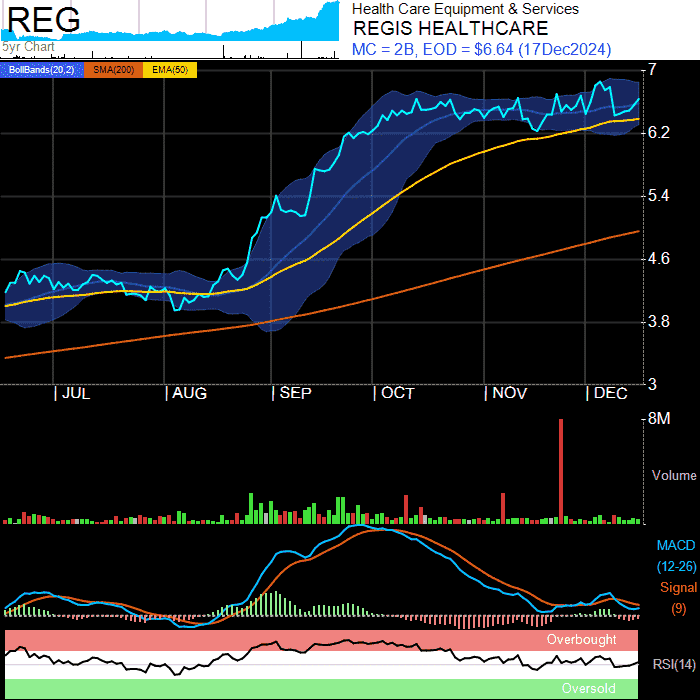 REG
5yr Chart
Health Care Equipment & Services
REGIS HEALTHCARE
MC = 2B, EOD = $6.64 (17Dec2024)
BollBands(20,2) SMA(200) EMA(50)
7
6.2
5.4
4.6
3.8
3
JUL AUG SEP OCT NOV DEC
8M
Volume
MACD
(12-26)
Signal
(9)
Overbought
RSI(14)
Oversold